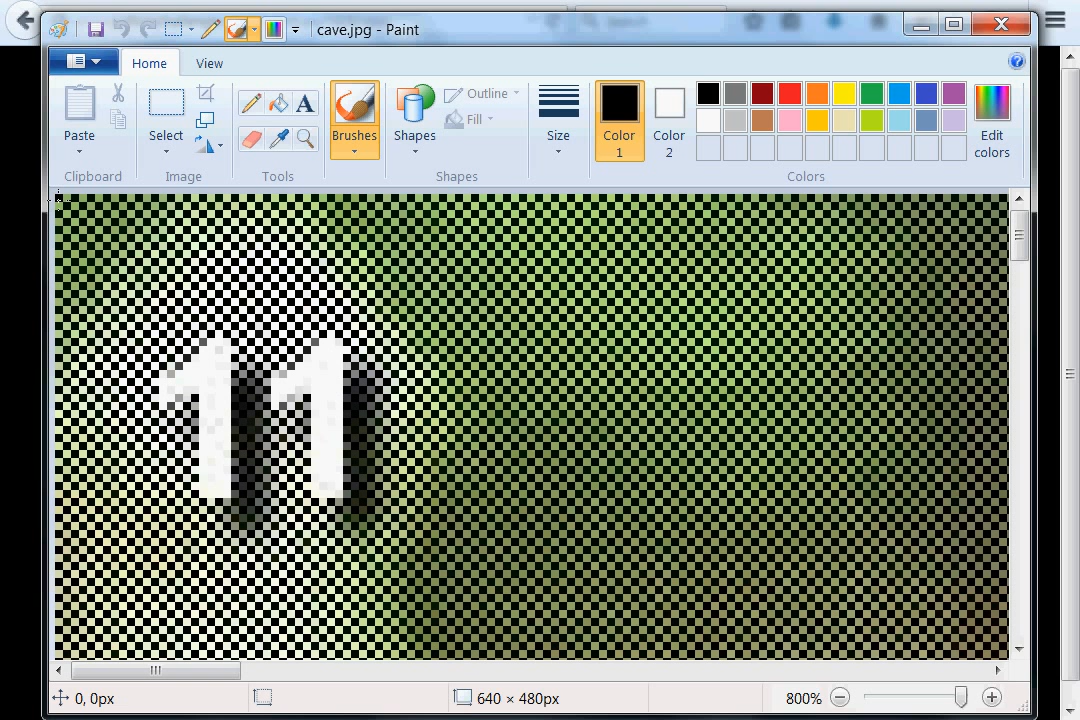 cave.jpg - Paint
Home View
Paste Select Brushes Shapes Outline Fill Size Color 1 Color 2 Edit colors
Clipboard Image Tools Shapes Colors
11
0, 0px 640 × 480px 800%